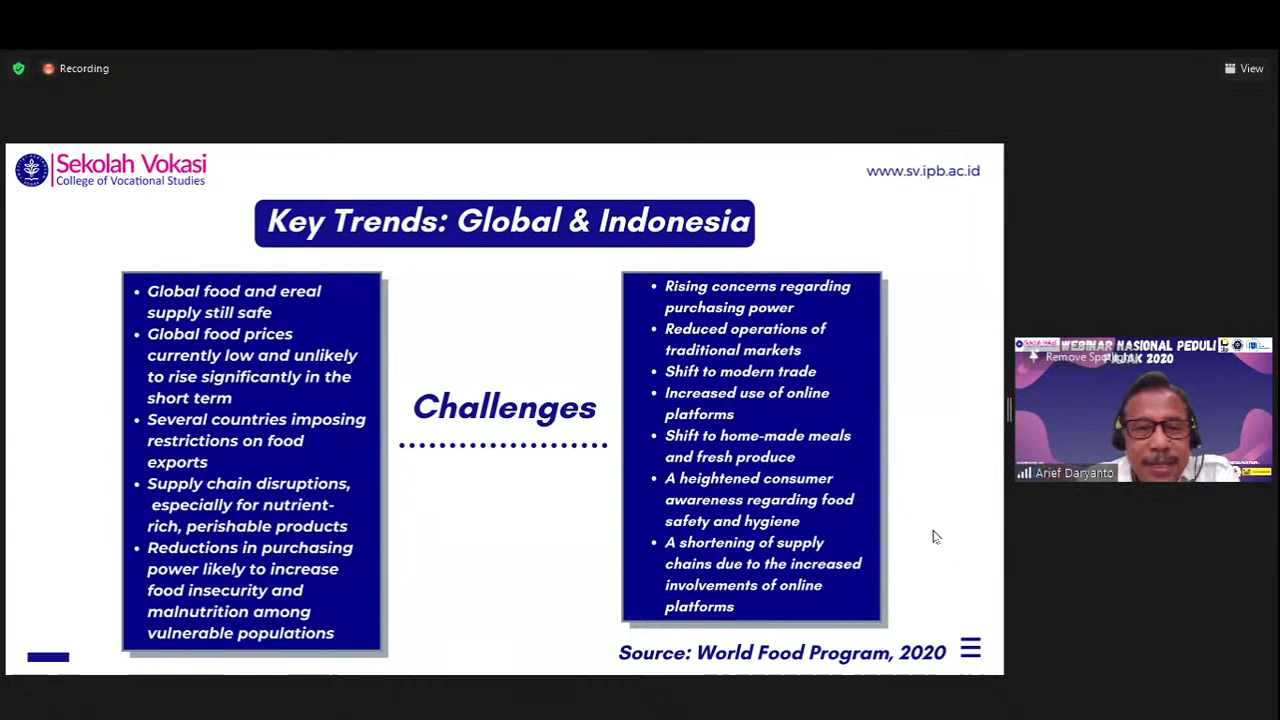 Recording
View
Sekolah Vokasi
College of Vocational Studies
www.sv.ipb.ac.id
Key Trends: Global & Indonesia
• Global food and ereal
supply still safe
• Global food prices
currently low and unlikely
to rise significantly in the
short term
• Several countries imposing
restrictions on food
exports
• Supply chain disruptions,
especially for nutrient-
rich, perishable products
• Reductions in purchasing
power likely to increase
food insecurity and
malnutrition among
vulnerable populations
Challenges
• Rising concerns regarding
purchasing power
• Reduced operations of
traditional markets
• Shift to modern trade
• Increased use of online
platforms
• Shift to home-made meals
and fresh produce
• A heightened consumer
awareness regarding food
safety and hygiene
• A shortening of supply
chains due to the increased
involvements of online
platforms
Source: World Food Program, 2020
WEBINAR NASIONAL PEDULI
PAJAK 2020
Remove Spotlight
Arief Daryanto